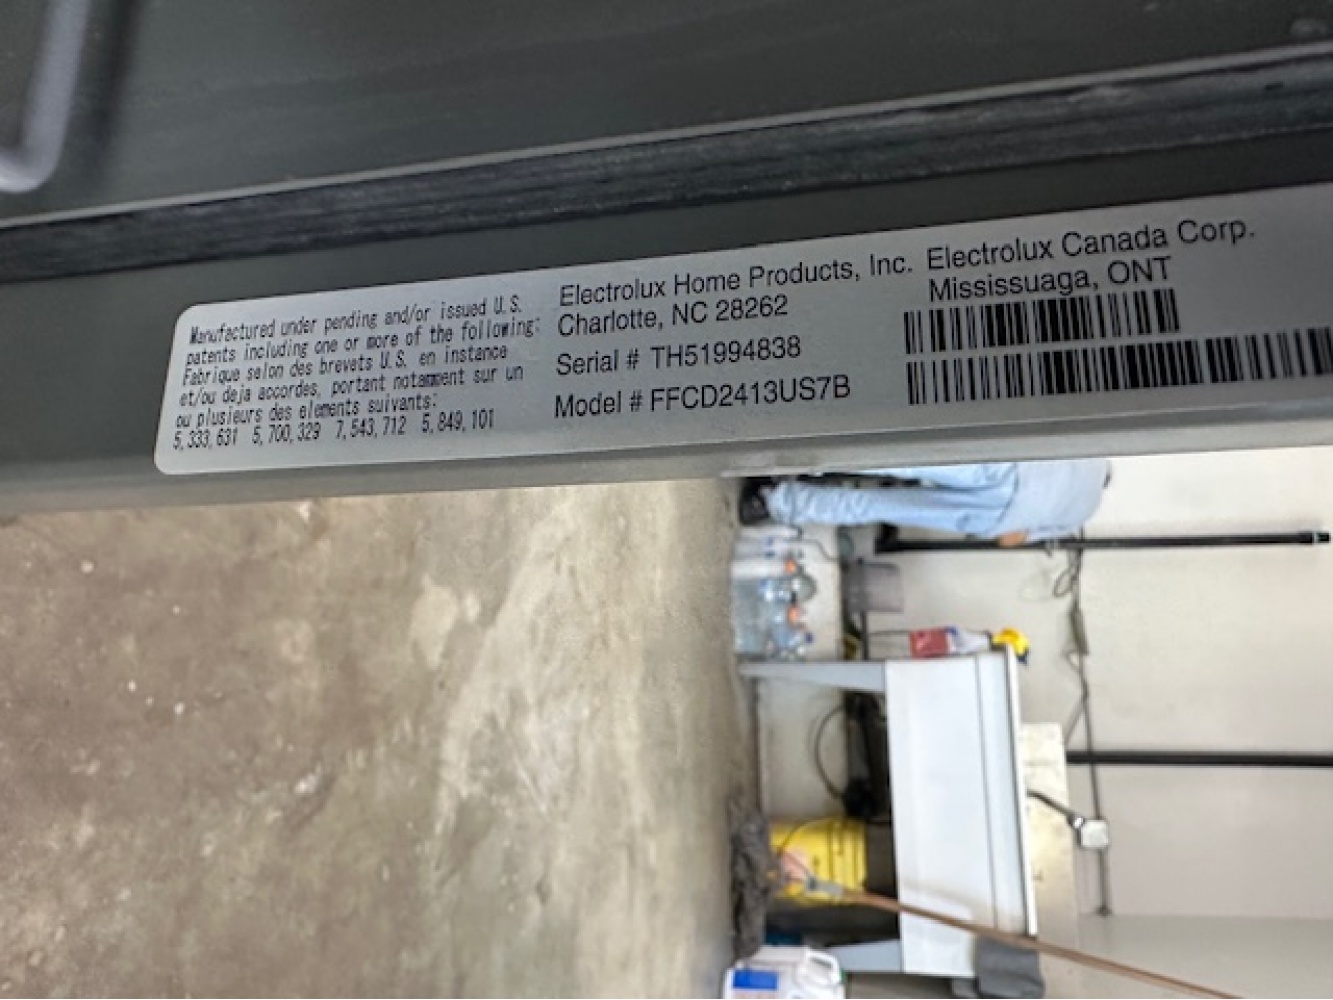 Manufactured under pending and/or issued U.S.
patents including one or more of the following:
Fabrique selon des brevets U.S. en instance
et/ou deja accordes, portant notamment sur un
ou plusieurs des elements suivants:
5,333,631 5,700,329 7,543,712 5,849,101
Electrolux Home Products, Inc.
Charlotte, NC 28262
Serial # TH51994838
Model # FFCD2413US7B
Electrolux Canada Corp.
Mississuaga, ONT